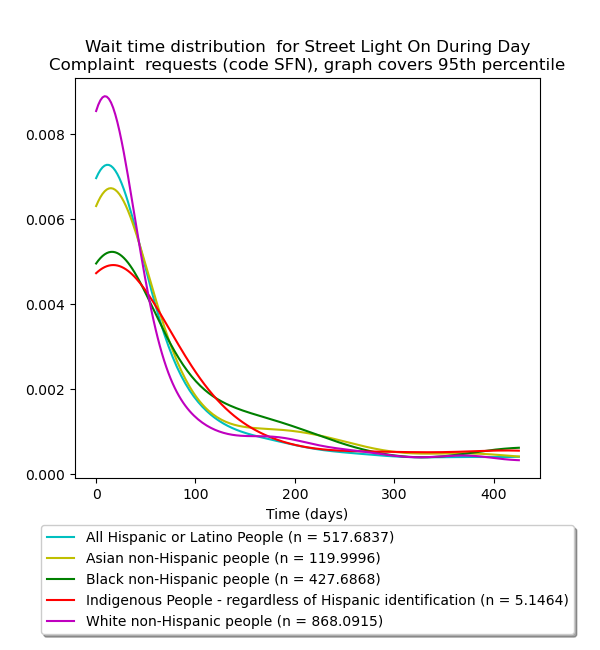 Wait time distribution  for Street Light On During Day
Complaint  requests (code SFN), graph covers 95th percentile
0.008
0.006
0.004
0.002
0.000
0 100 200 300 400
Time (days)
All Hispanic or Latino People (n = 517.6837)
Asian non-Hispanic people (n = 119.9996)
Black non-Hispanic people (n = 427.6868)
Indigenous People - regardless of Hispanic identification (n = 5.1464)
White non-Hispanic people (n = 868.0915)